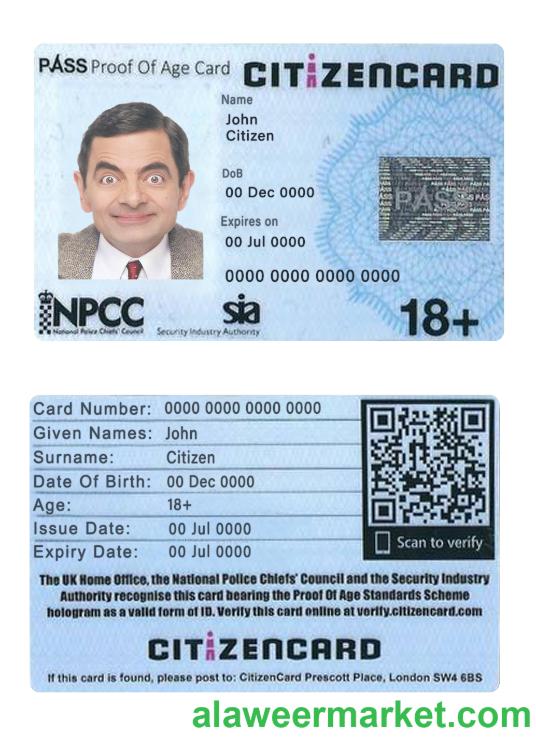 PASS Proof Of Age Card CITIZENCARD
Name
John
Citizen
DoB
00 Dec 0000
Expires on
00 Jul 0000
0000 0000 0000 0000
PASS
NPCC
National Police Chiefs' Council
sia
Security Industry Authority
18+
Card Number: 0000 0000 0000 0000
Given Names: John
Surname: Citizen
Date Of Birth: 00 Dec 0000
Age: 18+
Issue Date: 00 Jul 0000
Expiry Date: 00 Jul 0000
Scan to verify
The UK Home Office, the National Police Chiefs' Council and the Security Industry
Authority recognise this card bearing the Proof Of Age Standards Scheme
hologram as a valid form of ID. Verify this card online at verify.citizencard.com
CITIZENCARD
If this card is found, please post to: CitizenCard Prescott Place, London SW4 6BS
alaweermarket.com